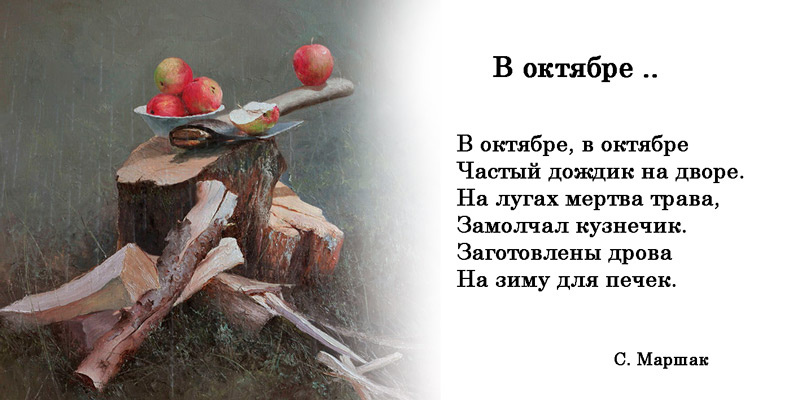 В октябре ..
В октябре, в октябре
Частый дождик на дворе.
На лугах мертва трава,
Замолчал кузнечик.
Заготовлены дрова
На зиму для печек.
С. Маршак